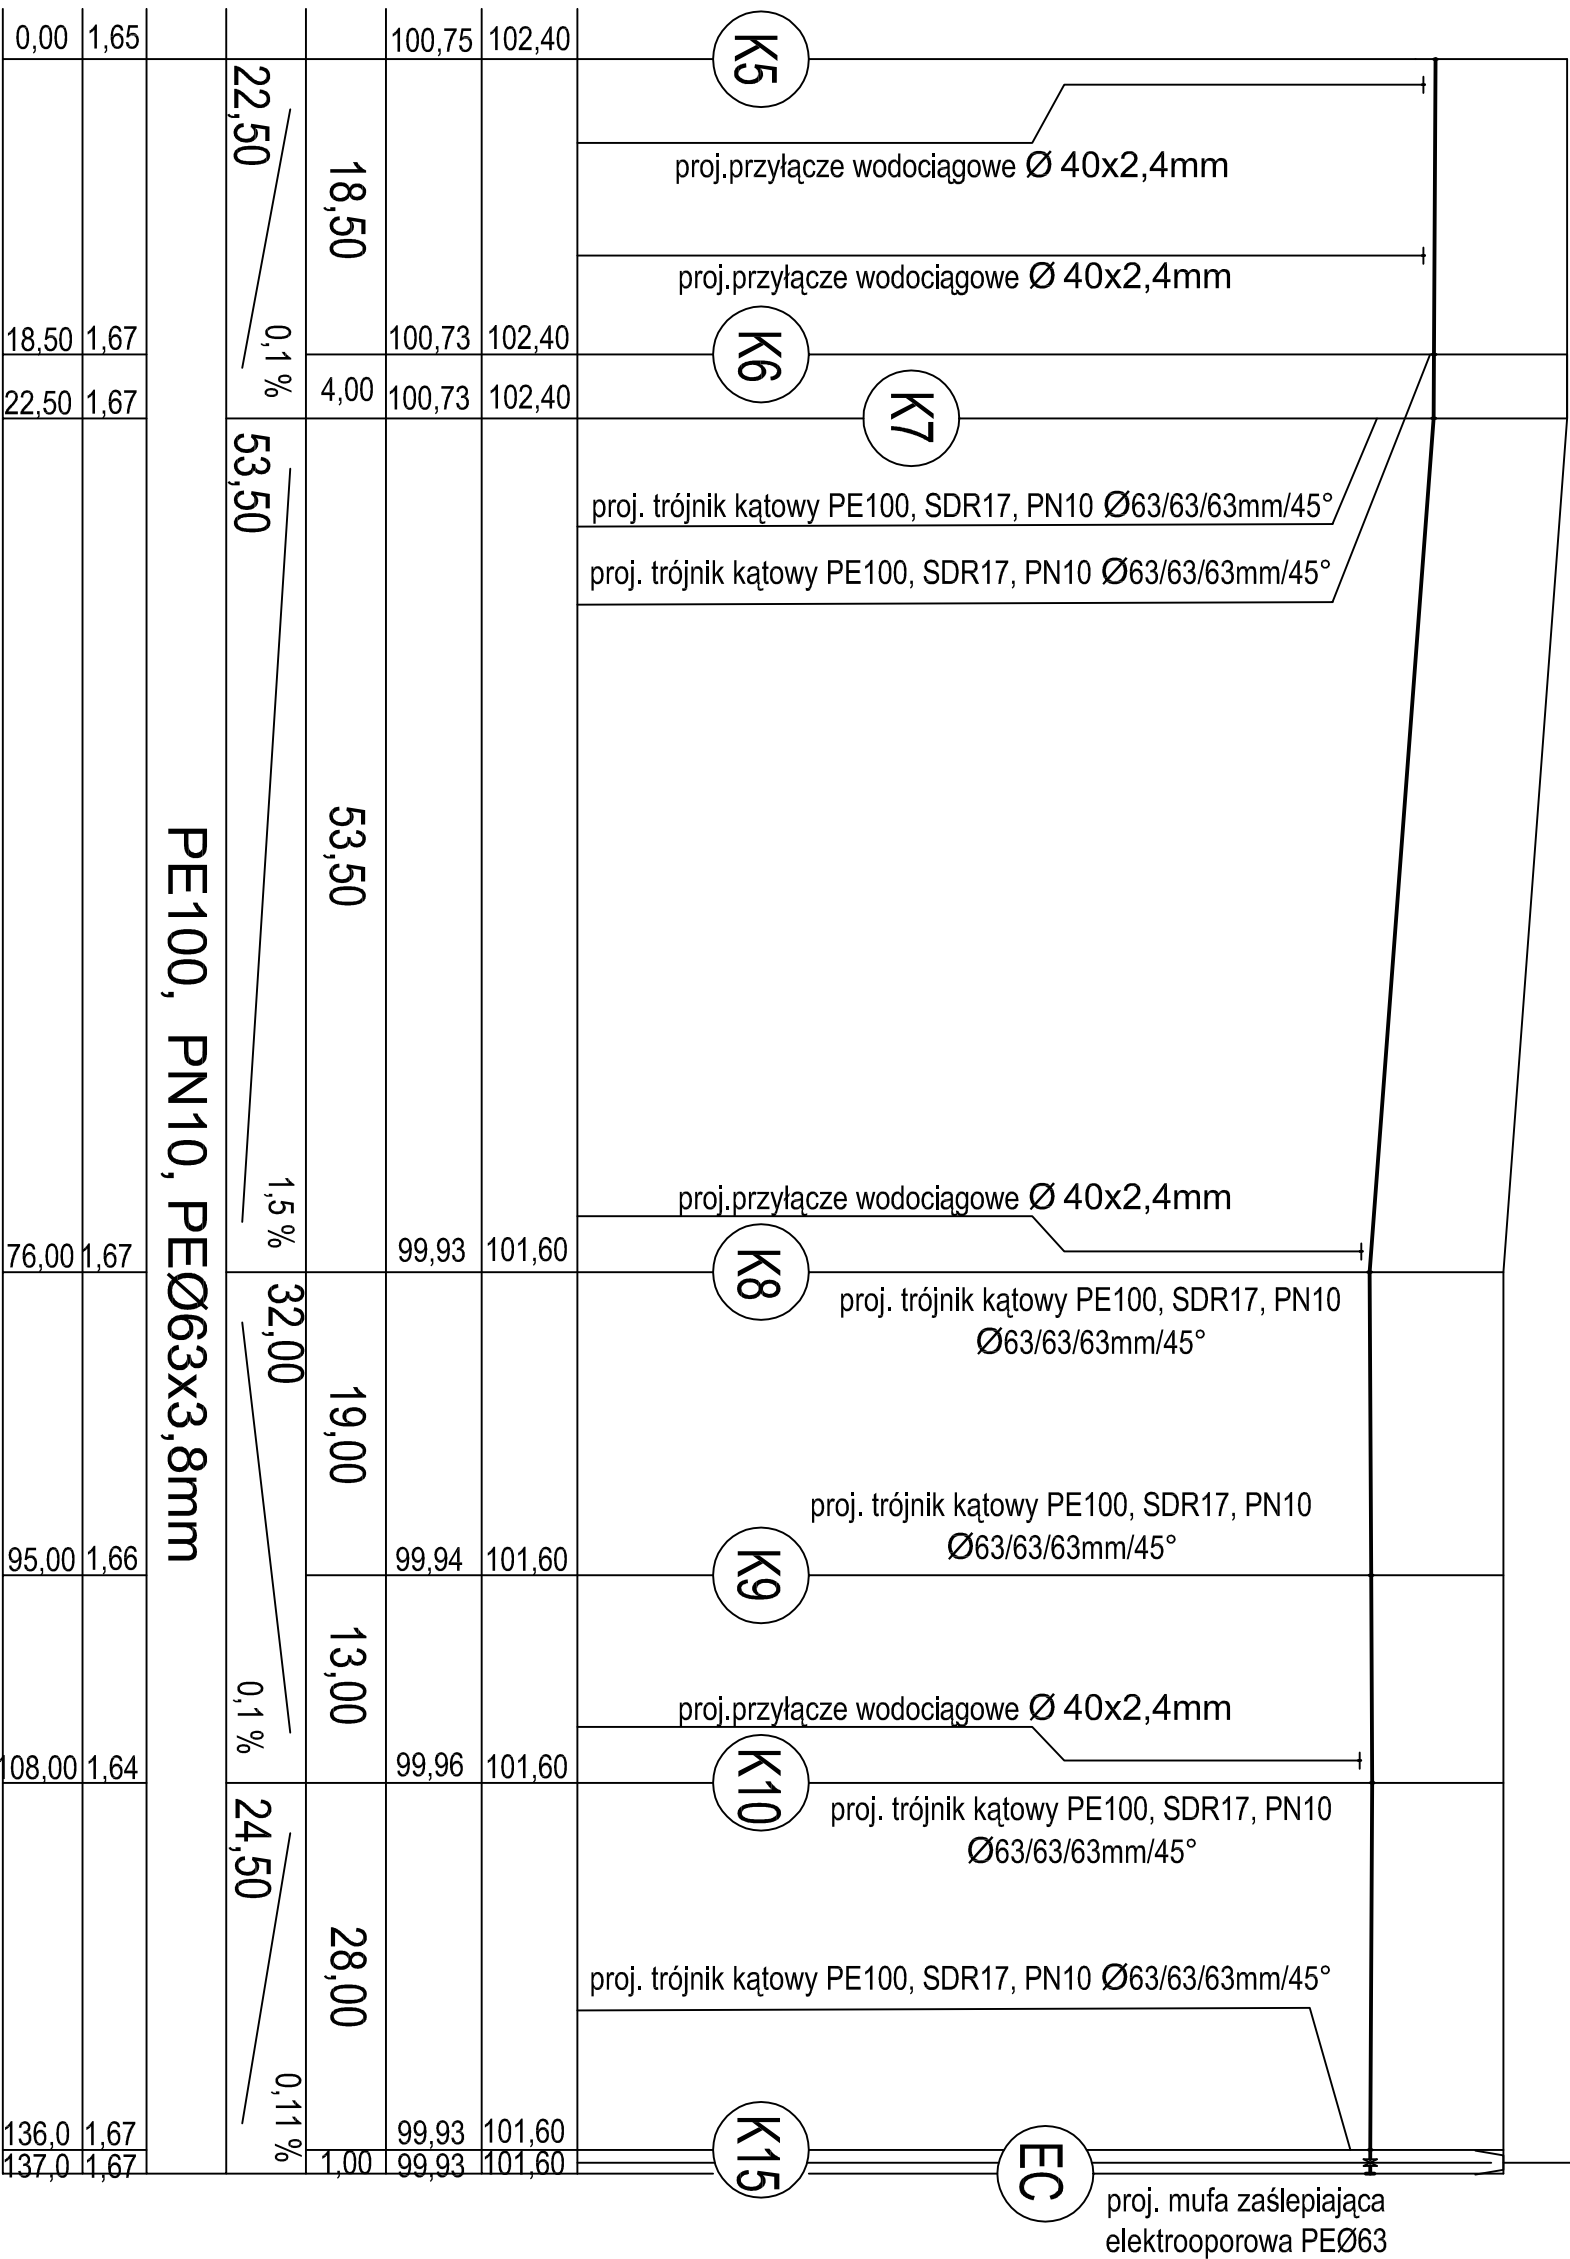 0,00 1,65 100,75 102,40
K5
22,50
18,50
proj.przyłącze wodociągowe Ø 40x2,4mm
proj.przyłącze wodociągowe Ø 40x2,4mm
0,1 %
18,50 1,67 100,73 102,40
K6
22,50 1,67 4,00 100,73 102,40
K7
53,50
53,50
proj. trójnik kątowy PE100, SDR17, PN10 Ø63/63/63mm/45°
proj. trójnik kątowy PE100, SDR17, PN10 Ø63/63/63mm/45°
PE100, PN10, PEØ63x3,8mm
1,5 %
proj.przyłącze wodociągowe Ø 40x2,4mm
76,00 1,67 99,93 101,60
K8
proj. trójnik kątowy PE100, SDR17, PN10
Ø63/63/63mm/45°
32,00
19,00
proj. trójnik kątowy PE100, SDR17, PN10
Ø63/63/63mm/45°
95,00 1,66 99,94 101,60
K9
13,00
0,1 %
proj.przyłącze wodociągowe Ø 40x2,4mm
108,00 1,64 99,96 101,60
K10
proj. trójnik kątowy PE100, SDR17, PN10
Ø63/63/63mm/45°
24,50
28,00
proj. trójnik kątowy PE100, SDR17, PN10 Ø63/63/63mm/45°
0,11 %
136,0 1,67 99,93 101,60
K15
137,0 1,67 1,00 99,93 101,60
EC
proj. mufa zaślepiająca
elektrooporowa PEØ63